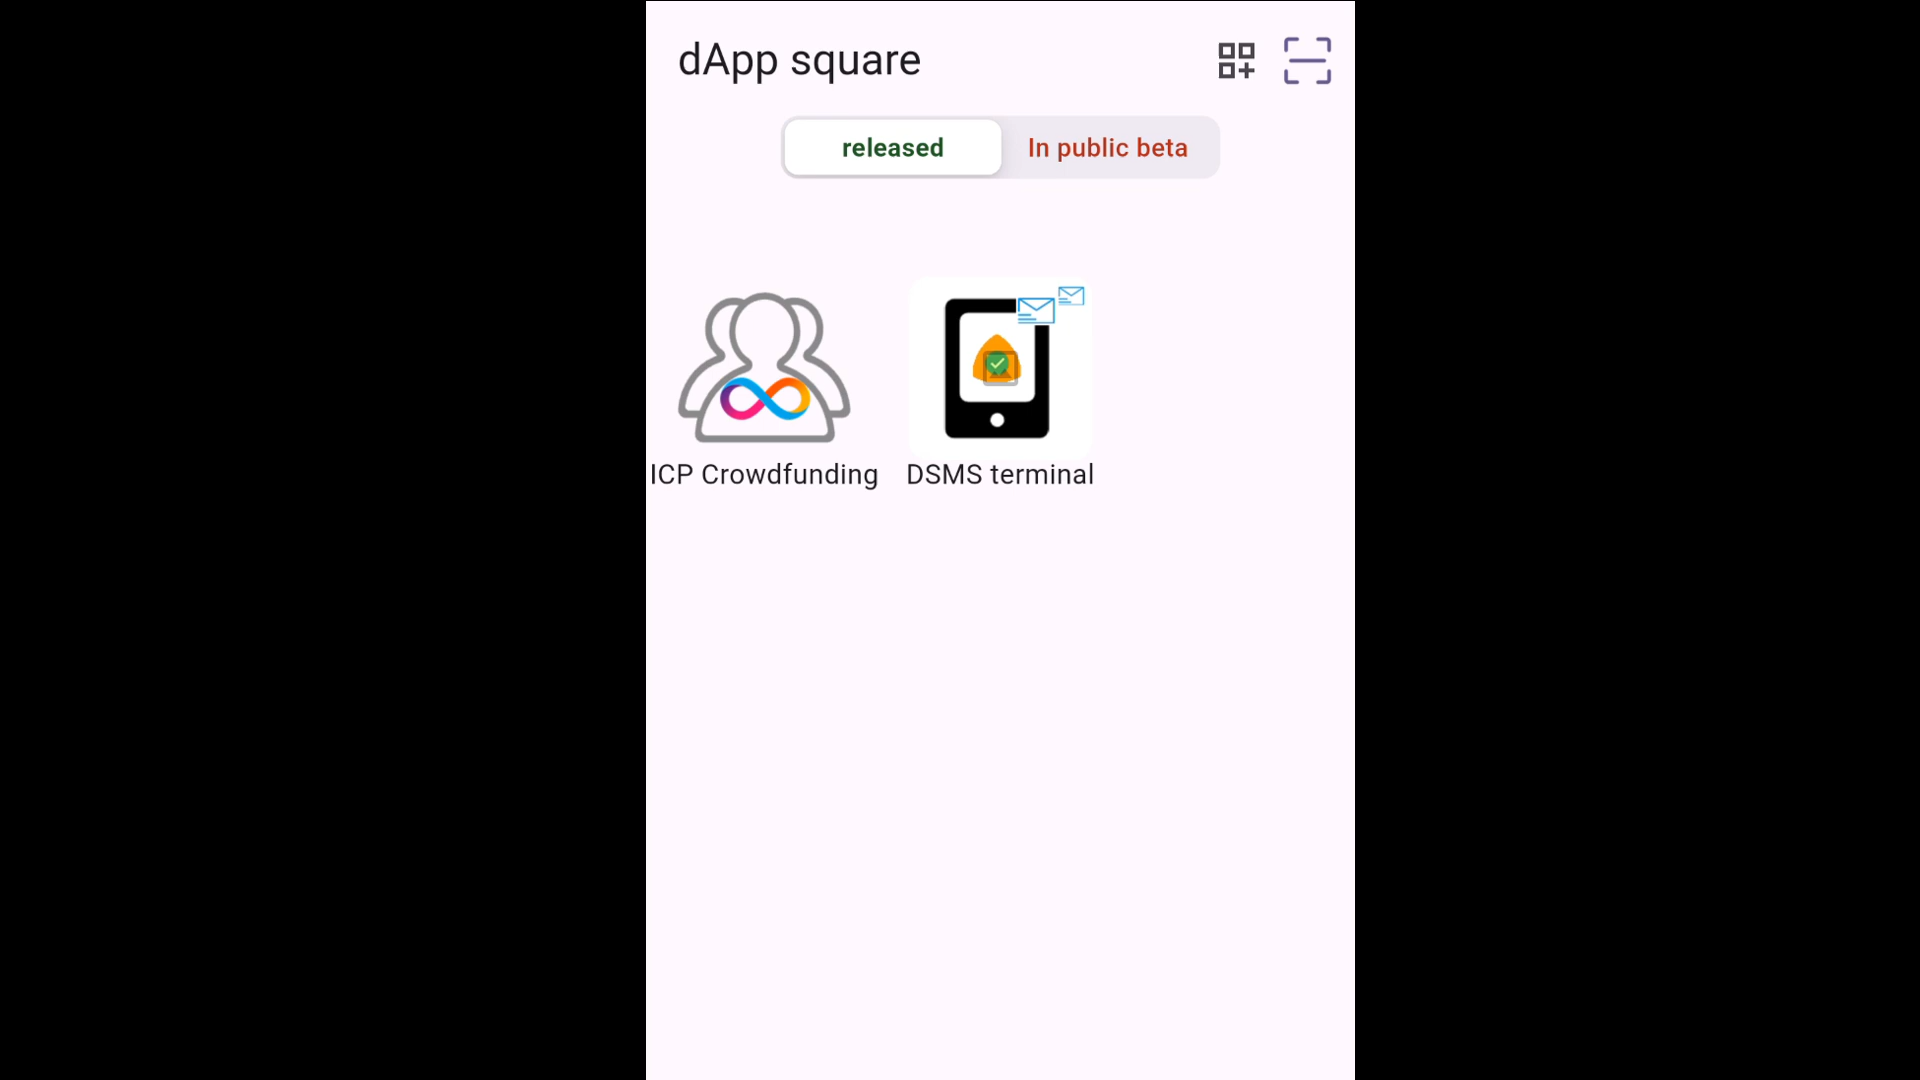 dApp square
released
In public beta
ICP Crowdfunding
DSMS terminal